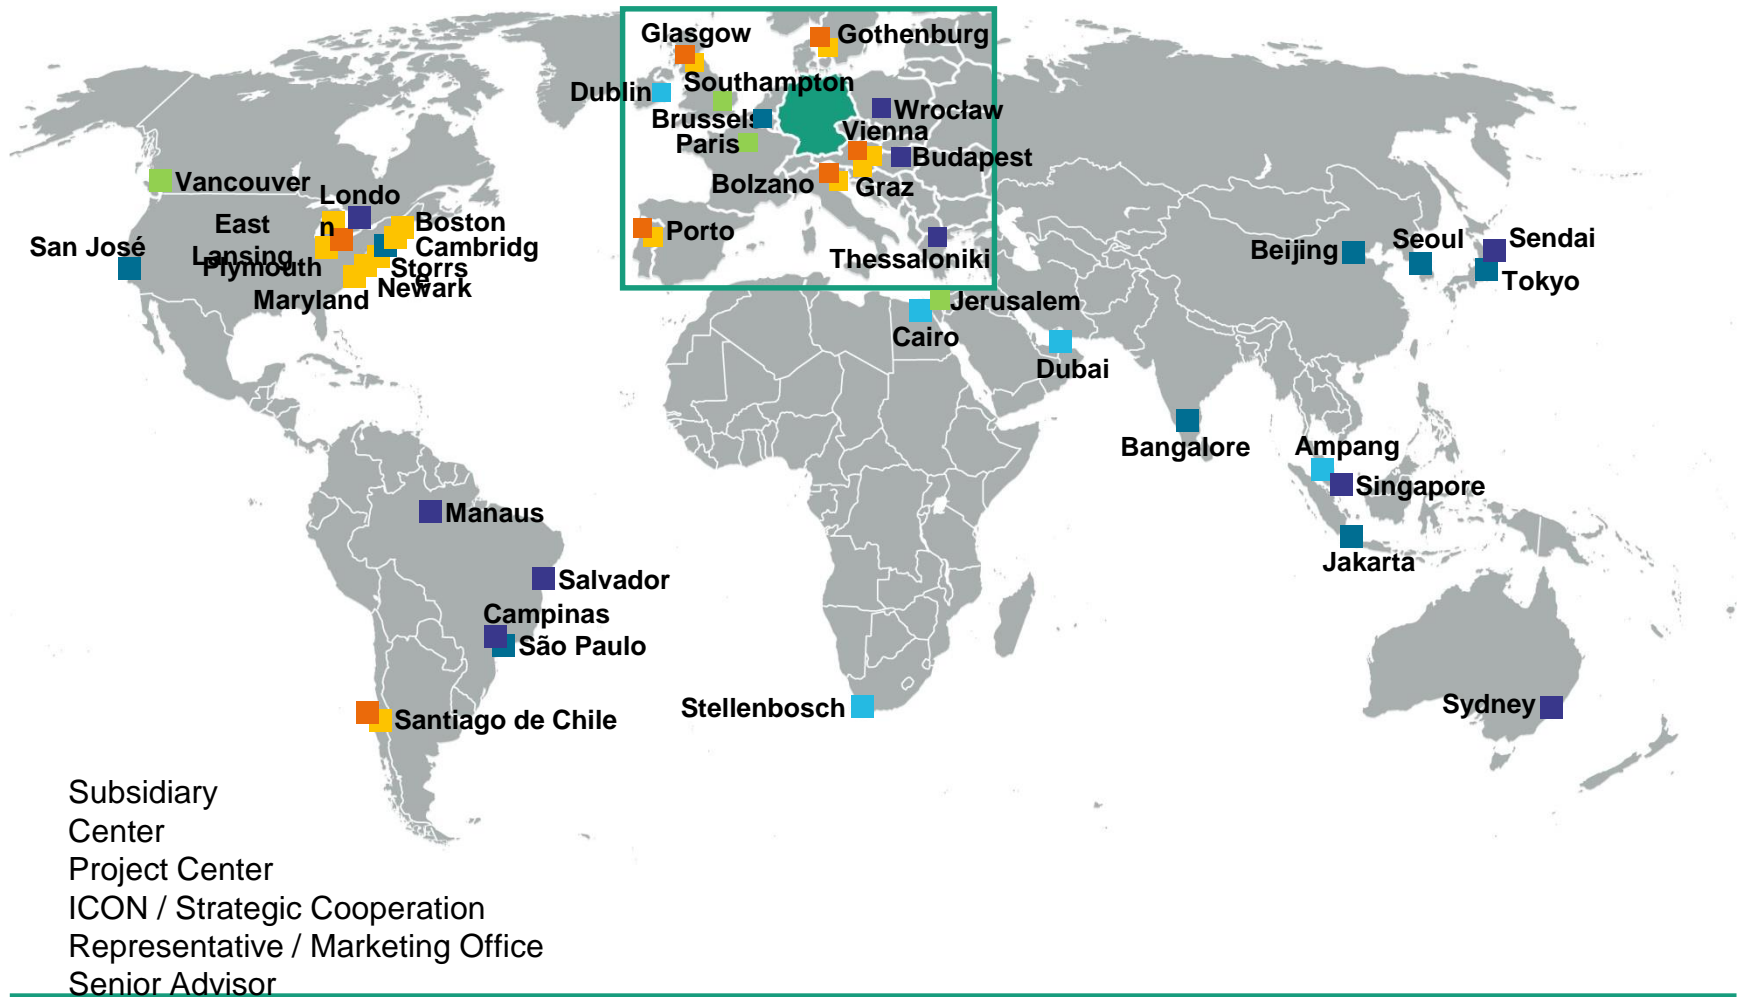 Glasgow
Gothenburg
Dublin
Southampton
Brussels
Wrocław
Vienna
Paris
Budapest
Bolzano
Graz
Porto
Thessaloniki
Vancouver
Londo
n
East
Lansing
Boston
Cambridg
e
San José
Plymouth
Storrs
Newark
Maryland
Beijing
Seoul
Sendai
Tokyo
Jerusalem
Cairo
Dubai
Bangalore
Ampang
Singapore
Jakarta
Manaus
Salvador
Campinas
São Paulo
Santiago de Chile
Stellenbosch
Sydney
Subsidiary
Center
Project Center
ICON / Strategic Cooperation
Representative / Marketing Office
Senior Advisor